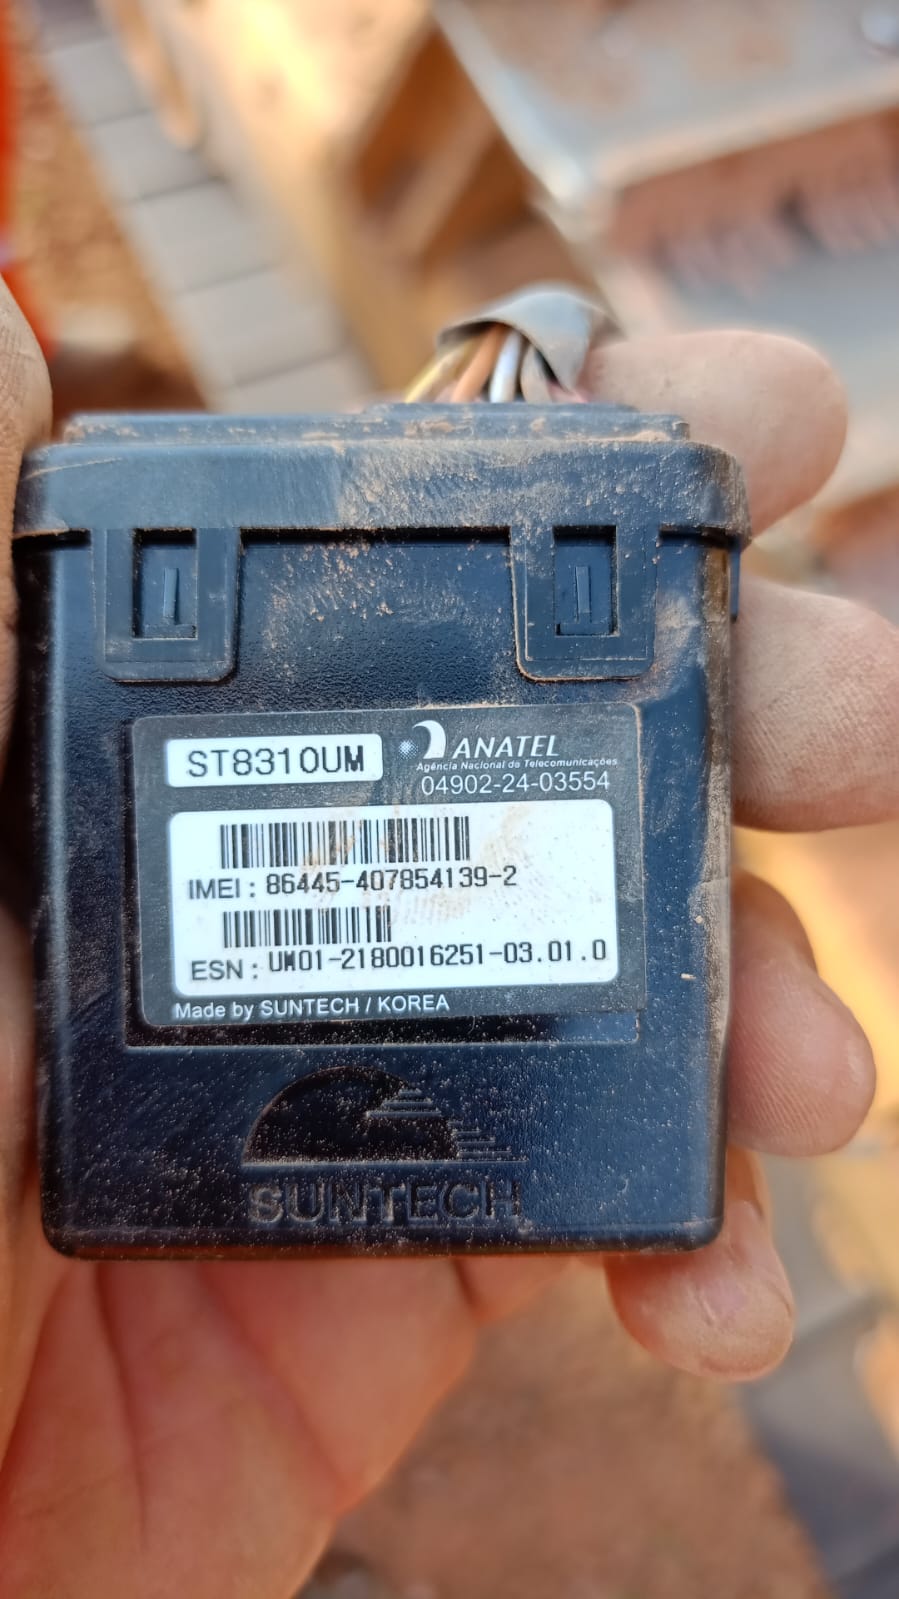 ST8310UM
ANATEL
Agência Nacional de Telecomunicações
04902-24-03554
IMEI : 86445-407854139-2
ESN : UM01-2180016251-03.01.0
Made by SUNTECH / KOREA
SUNTECH